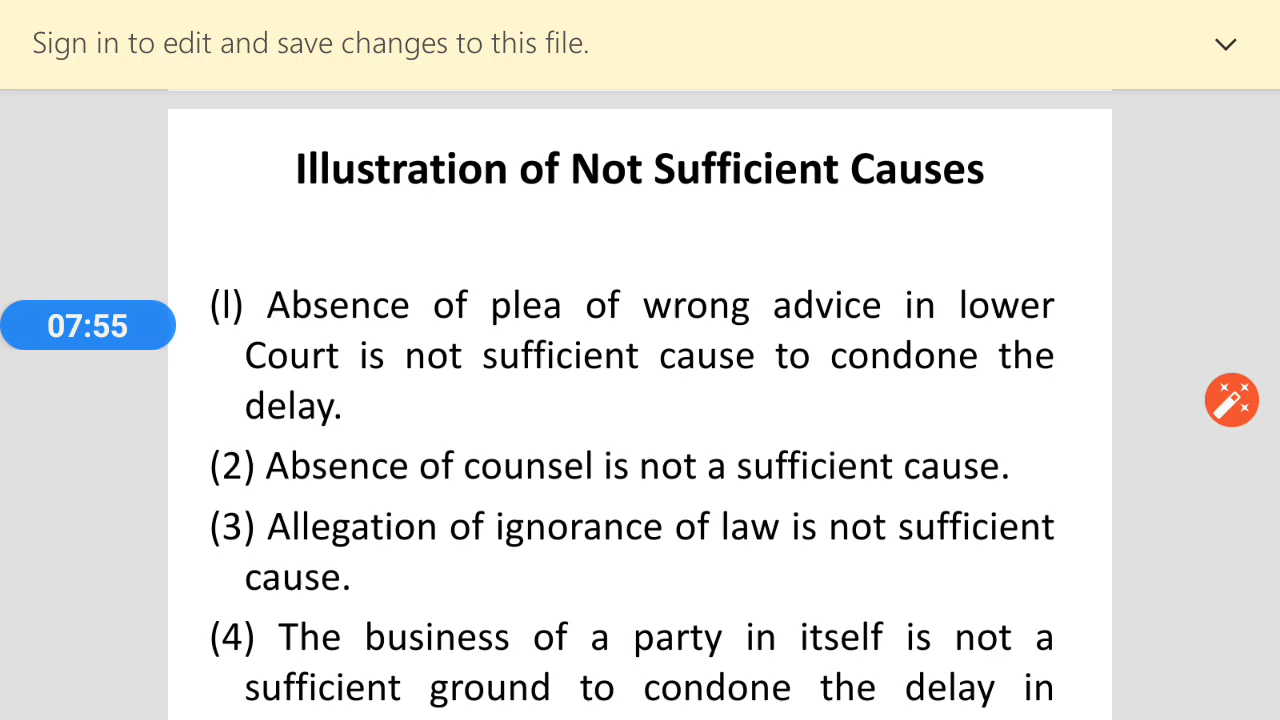 Sign in to edit and save changes to this file.
Illustration of Not Sufficient Causes
07:55
(l) Absence of plea of wrong advice in lower
Court is not sufficient cause to condone the
delay.
(2) Absence of counsel is not a sufficient cause.
(3) Allegation of ignorance of law is not sufficient
cause.
(4) The business of a party in itself is not a
sufficient ground to condone the delay in